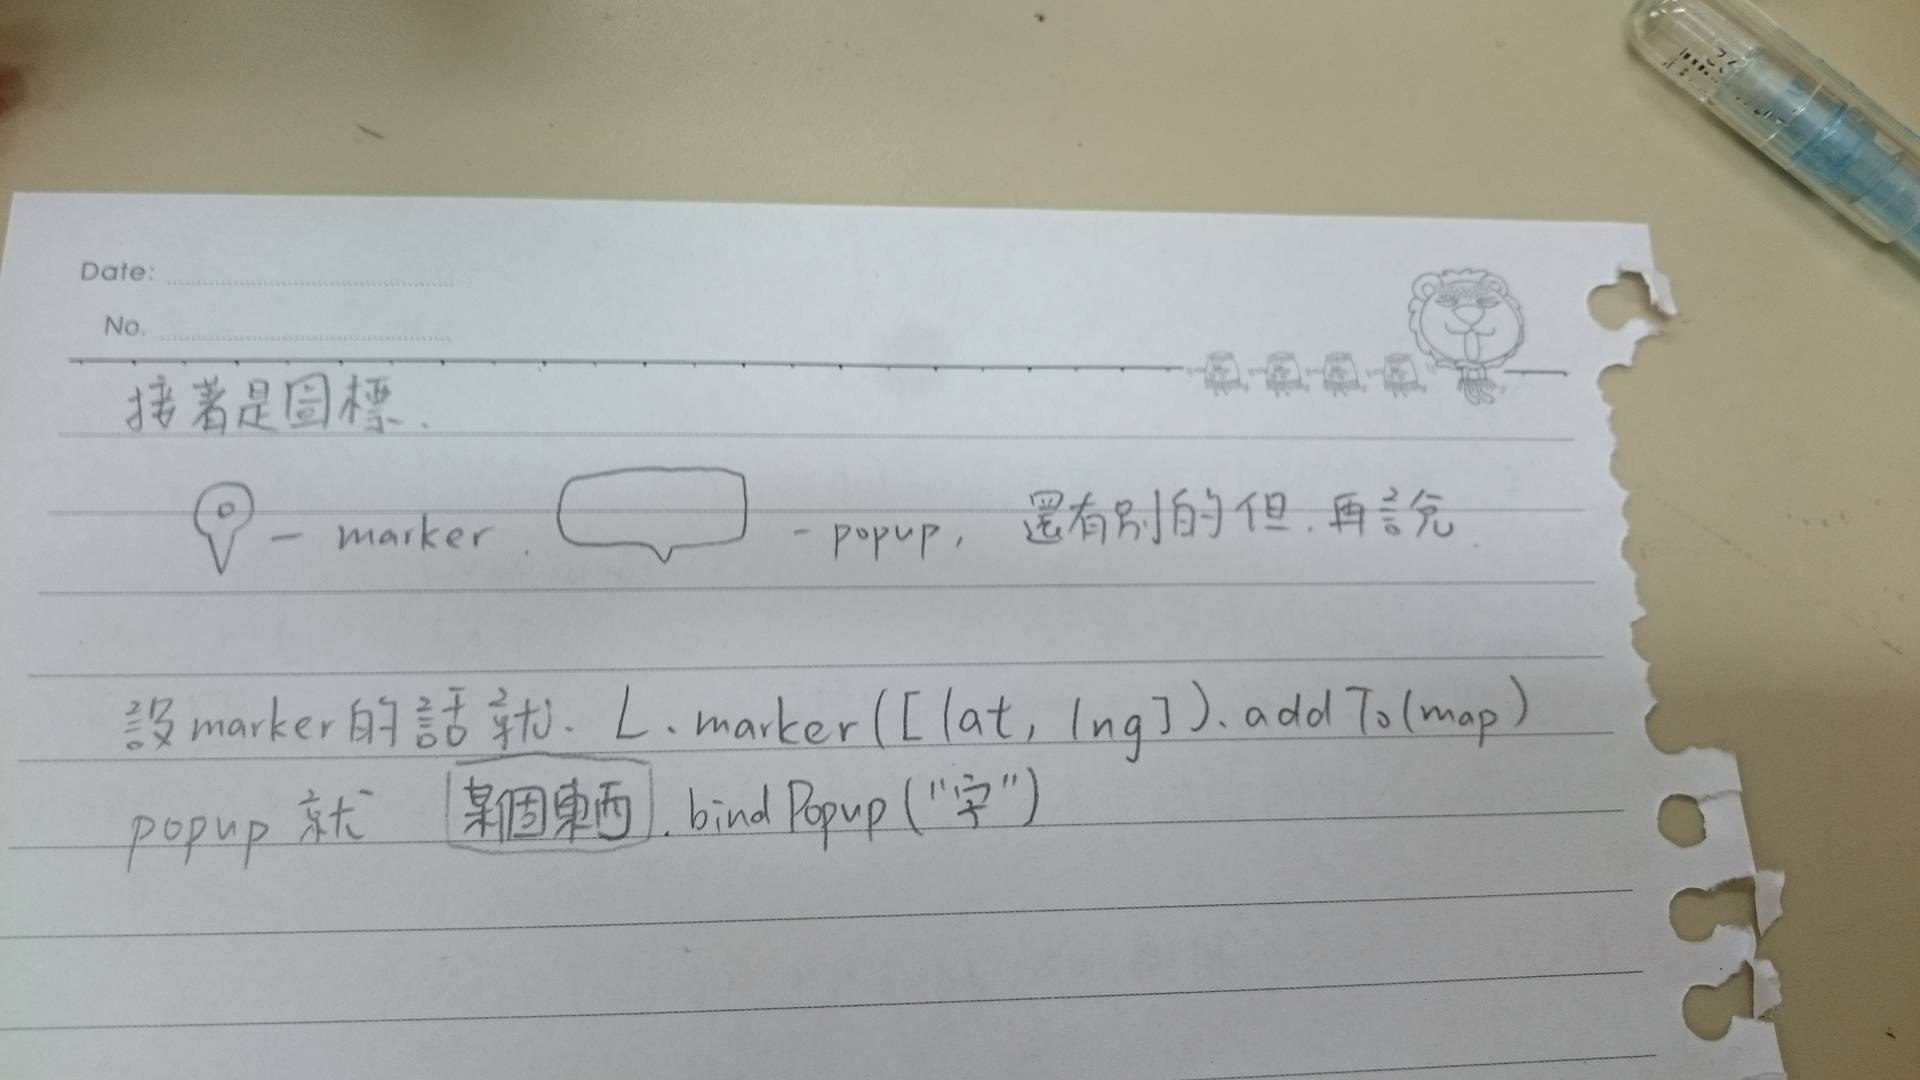 Date:
No.
接著是圖標.
— marker. - popup, 還有別的但.再說.
設marker的話就. L.marker([lat, lng]).addTo(map)
popup 就 某個東西.bindPopup("字")